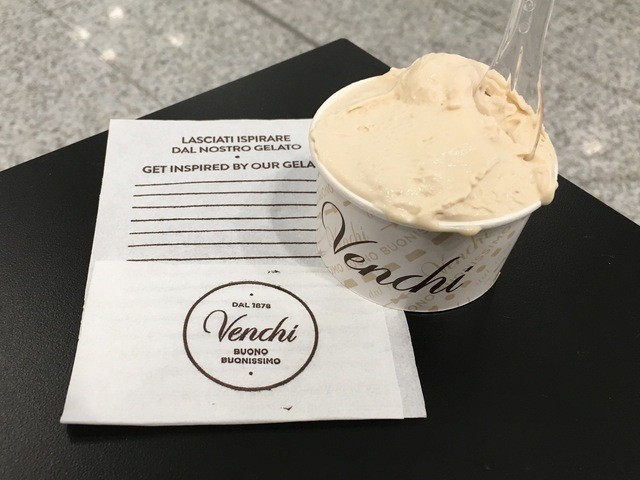 LASCIATI ISPIRARE
DAL NOSTRO GELATO
GET INSPIRED BY OUR GELA
DAL 1878
Venchi
BUONO
BUONISSIMO
Venchi